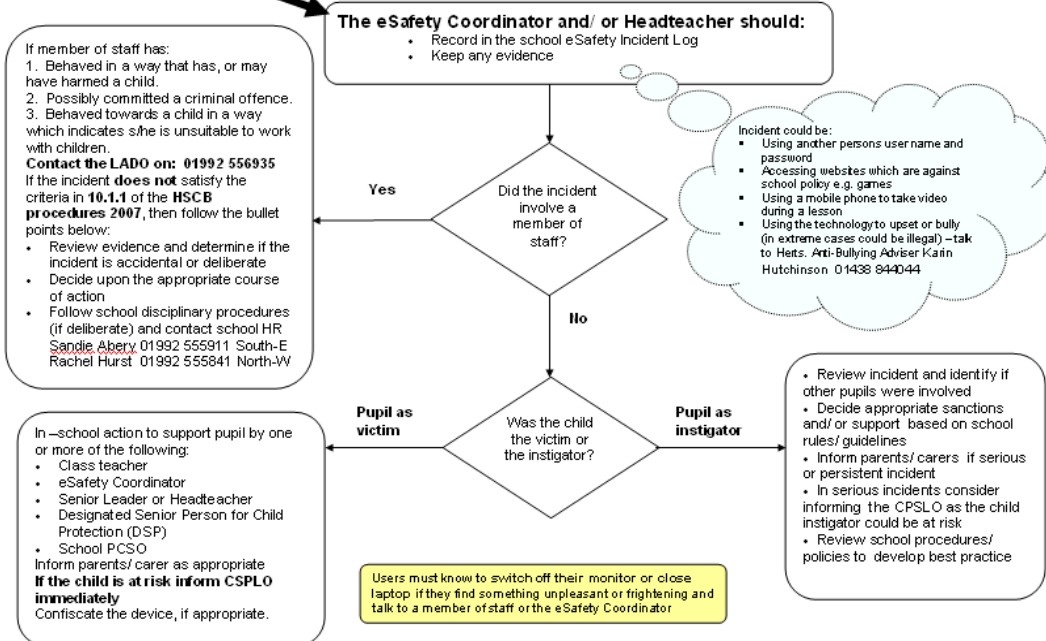 The eSafety Coordinator and/ or Headteacher should:
• Record in the school eSafety Incident Log
• Keep any evidence
If member of staff has:
1. Behaved in a way that has, or may
have harmed a child.
2. Possibly committed a criminal offence.
3. Behaved towards a child in a way
which indicates s/he is unsuitable to work
with children.
Contact the LADO on: 01992 556935
If the incident does not satisfy the
criteria in 10.1.1 of the HSCB
procedures 2007, then follow the bullet
points below:
• Review evidence and determine if the
incident is accidental or deliberate
• Decide upon the appropriate course
of action
• Follow school disciplinary procedures
(if deliberate) and contact school HR
Sandie Abery 01992 555911 South-E
Rachel Hurst 01992 555841 North-W
Yes
Did the incident
involve a
member of
staff?
Incident could be:
▪ Using another persons user name and
password
▪ Accessing websites which are against
school policy e.g. games
▪ Using a mobile phone to take video
during a lesson
▪ Using the technology to upset or bully
(in extreme cases could be illegal) – talk
to Herts. Anti-Bullying Adviser Karin
Hutchinson 01438 844044
No
Pupil as
victim
Was the child
the victim or
the instigator?
Pupil as
instigator
In –school action to support pupil by one
or more of the following:
• Class teacher
• eSafety Coordinator
• Senior Leader or Headteacher
• Designated Senior Person for Child
Protection (DSP)
• School PCSO
Inform parents/ carer as appropriate
If the child is at risk inform CSPLO
immediately
Confiscate the device, if appropriate.
• Review incident and identify if
other pupils were involved
• Decide appropriate sanctions
and/ or support based on school
rules/ guidelines
• Inform parents/ carers if serious
or persistent incident
• In serious incidents consider
informing the CPSLO as the child
instigator could be at risk
• Review school procedures/
policies to develop best practice
Users must know to switch off their monitor or close
laptop if they find something unpleasant or frightening and
talk to a member of staff or the eSafety Coordinator